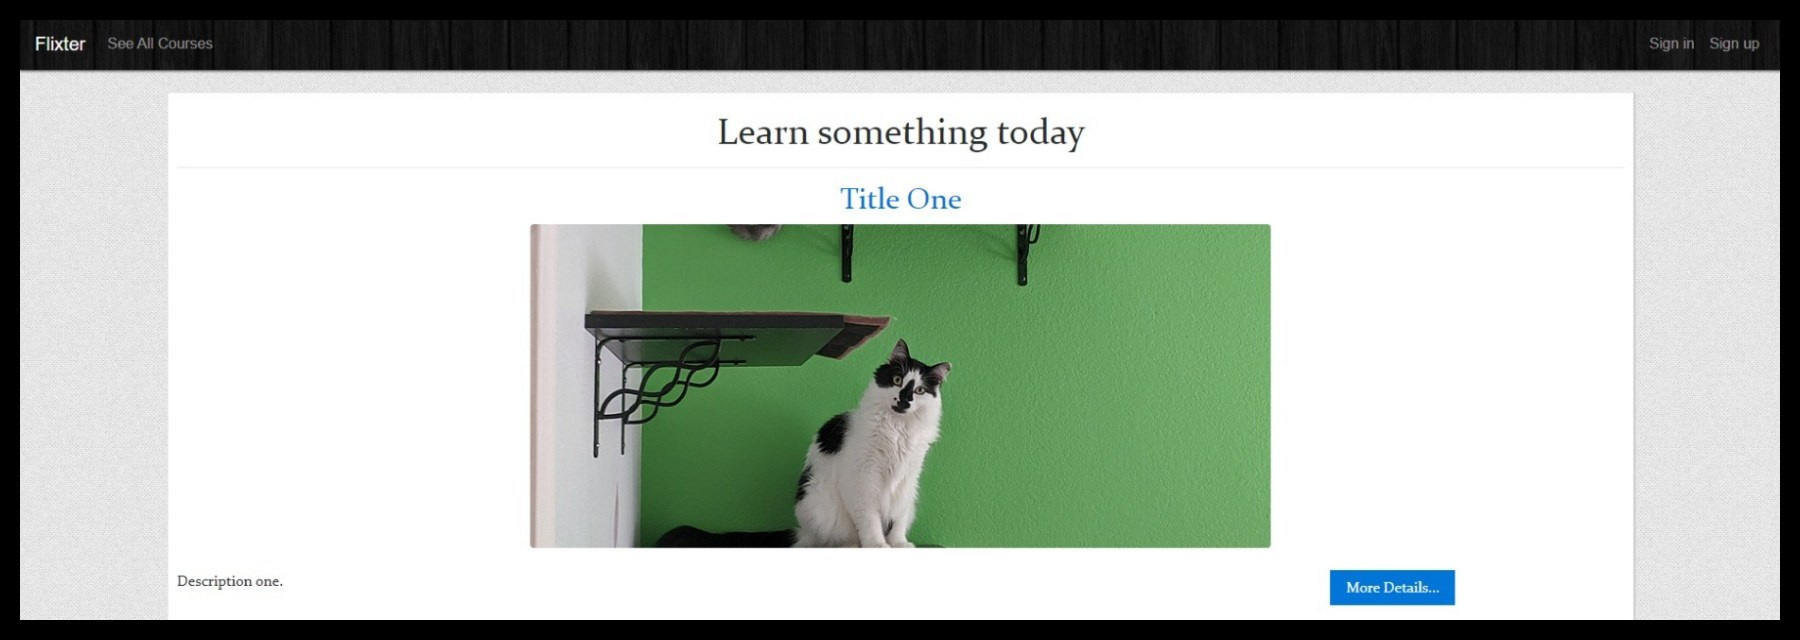 Flixter See All Courses Sign in Sign up
Learn something today
Title One
Description one. More Details...